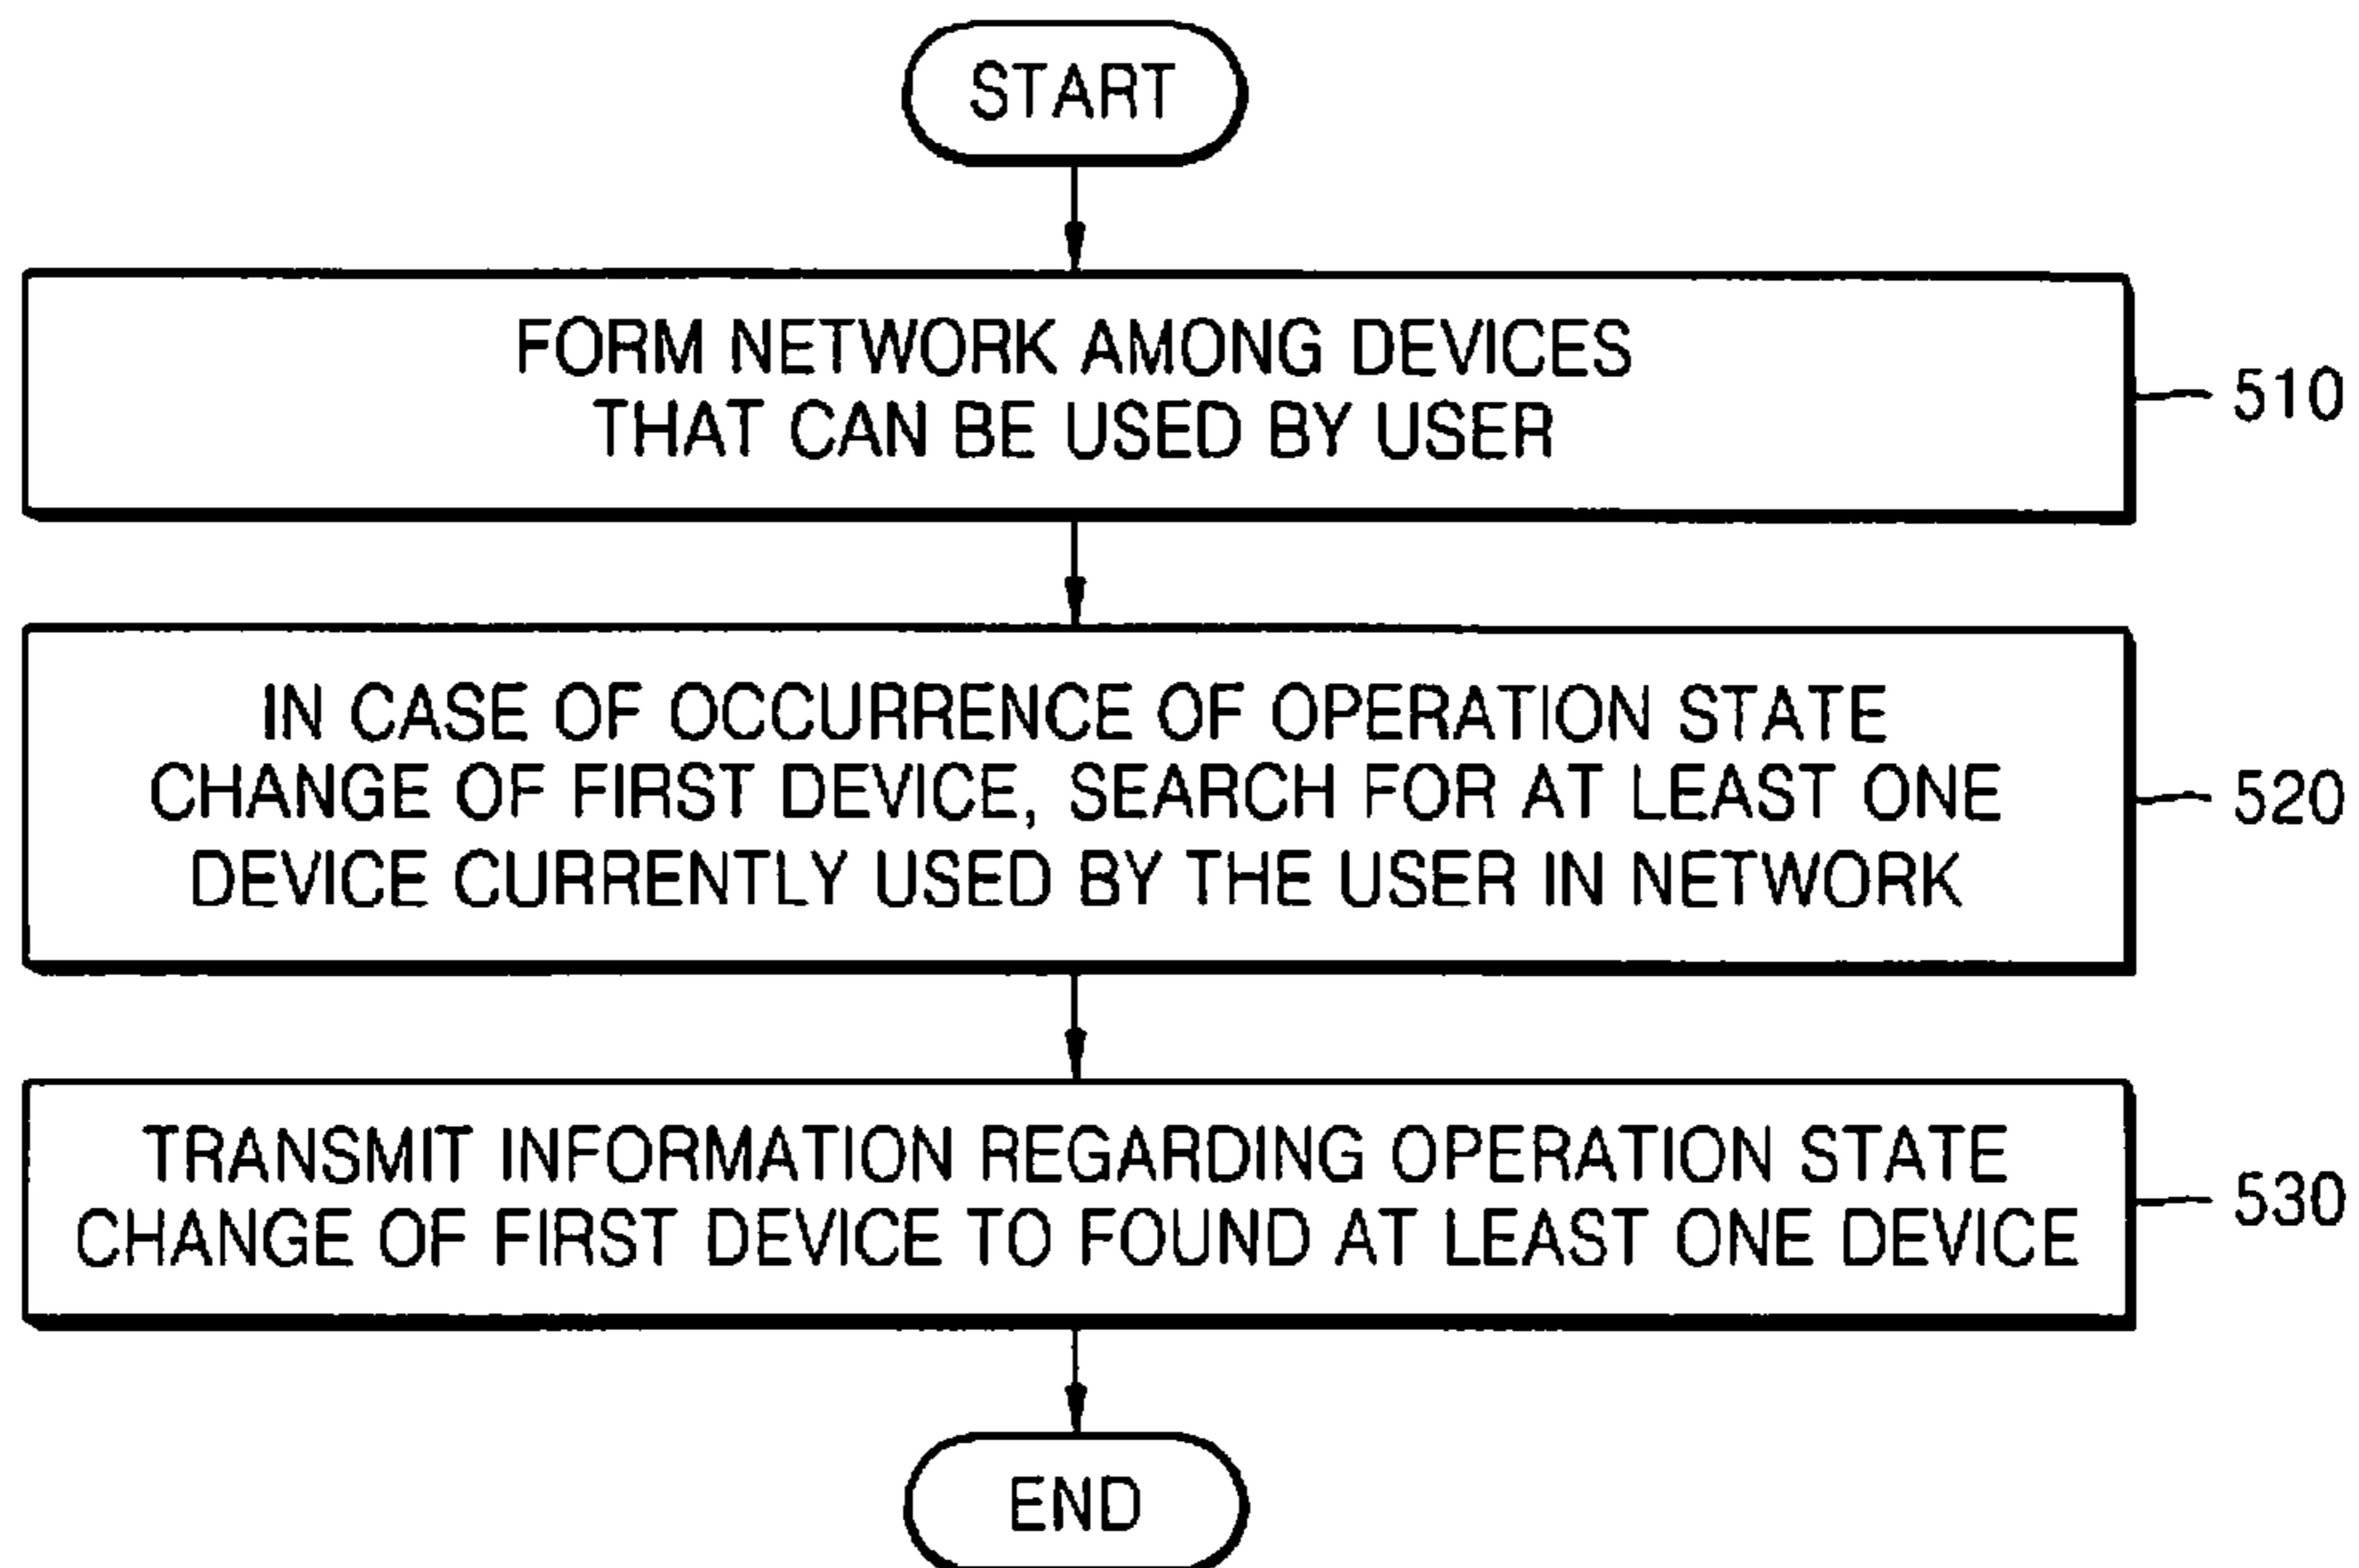 START
FORM NETWORK AMONG DEVICES
THAT CAN BE USED BY USER
510
IN CASE OF OCCURRENCE OF OPERATION STATE
CHANGE OF FIRST DEVICE, SEARCH FOR AT LEAST ONE
DEVICE CURRENTLY USED BY THE USER IN NETWORK
520
TRANSMIT INFORMATION REGARDING OPERATION STATE
CHANGE OF FIRST DEVICE TO FOUND AT LEAST ONE DEVICE
530
END